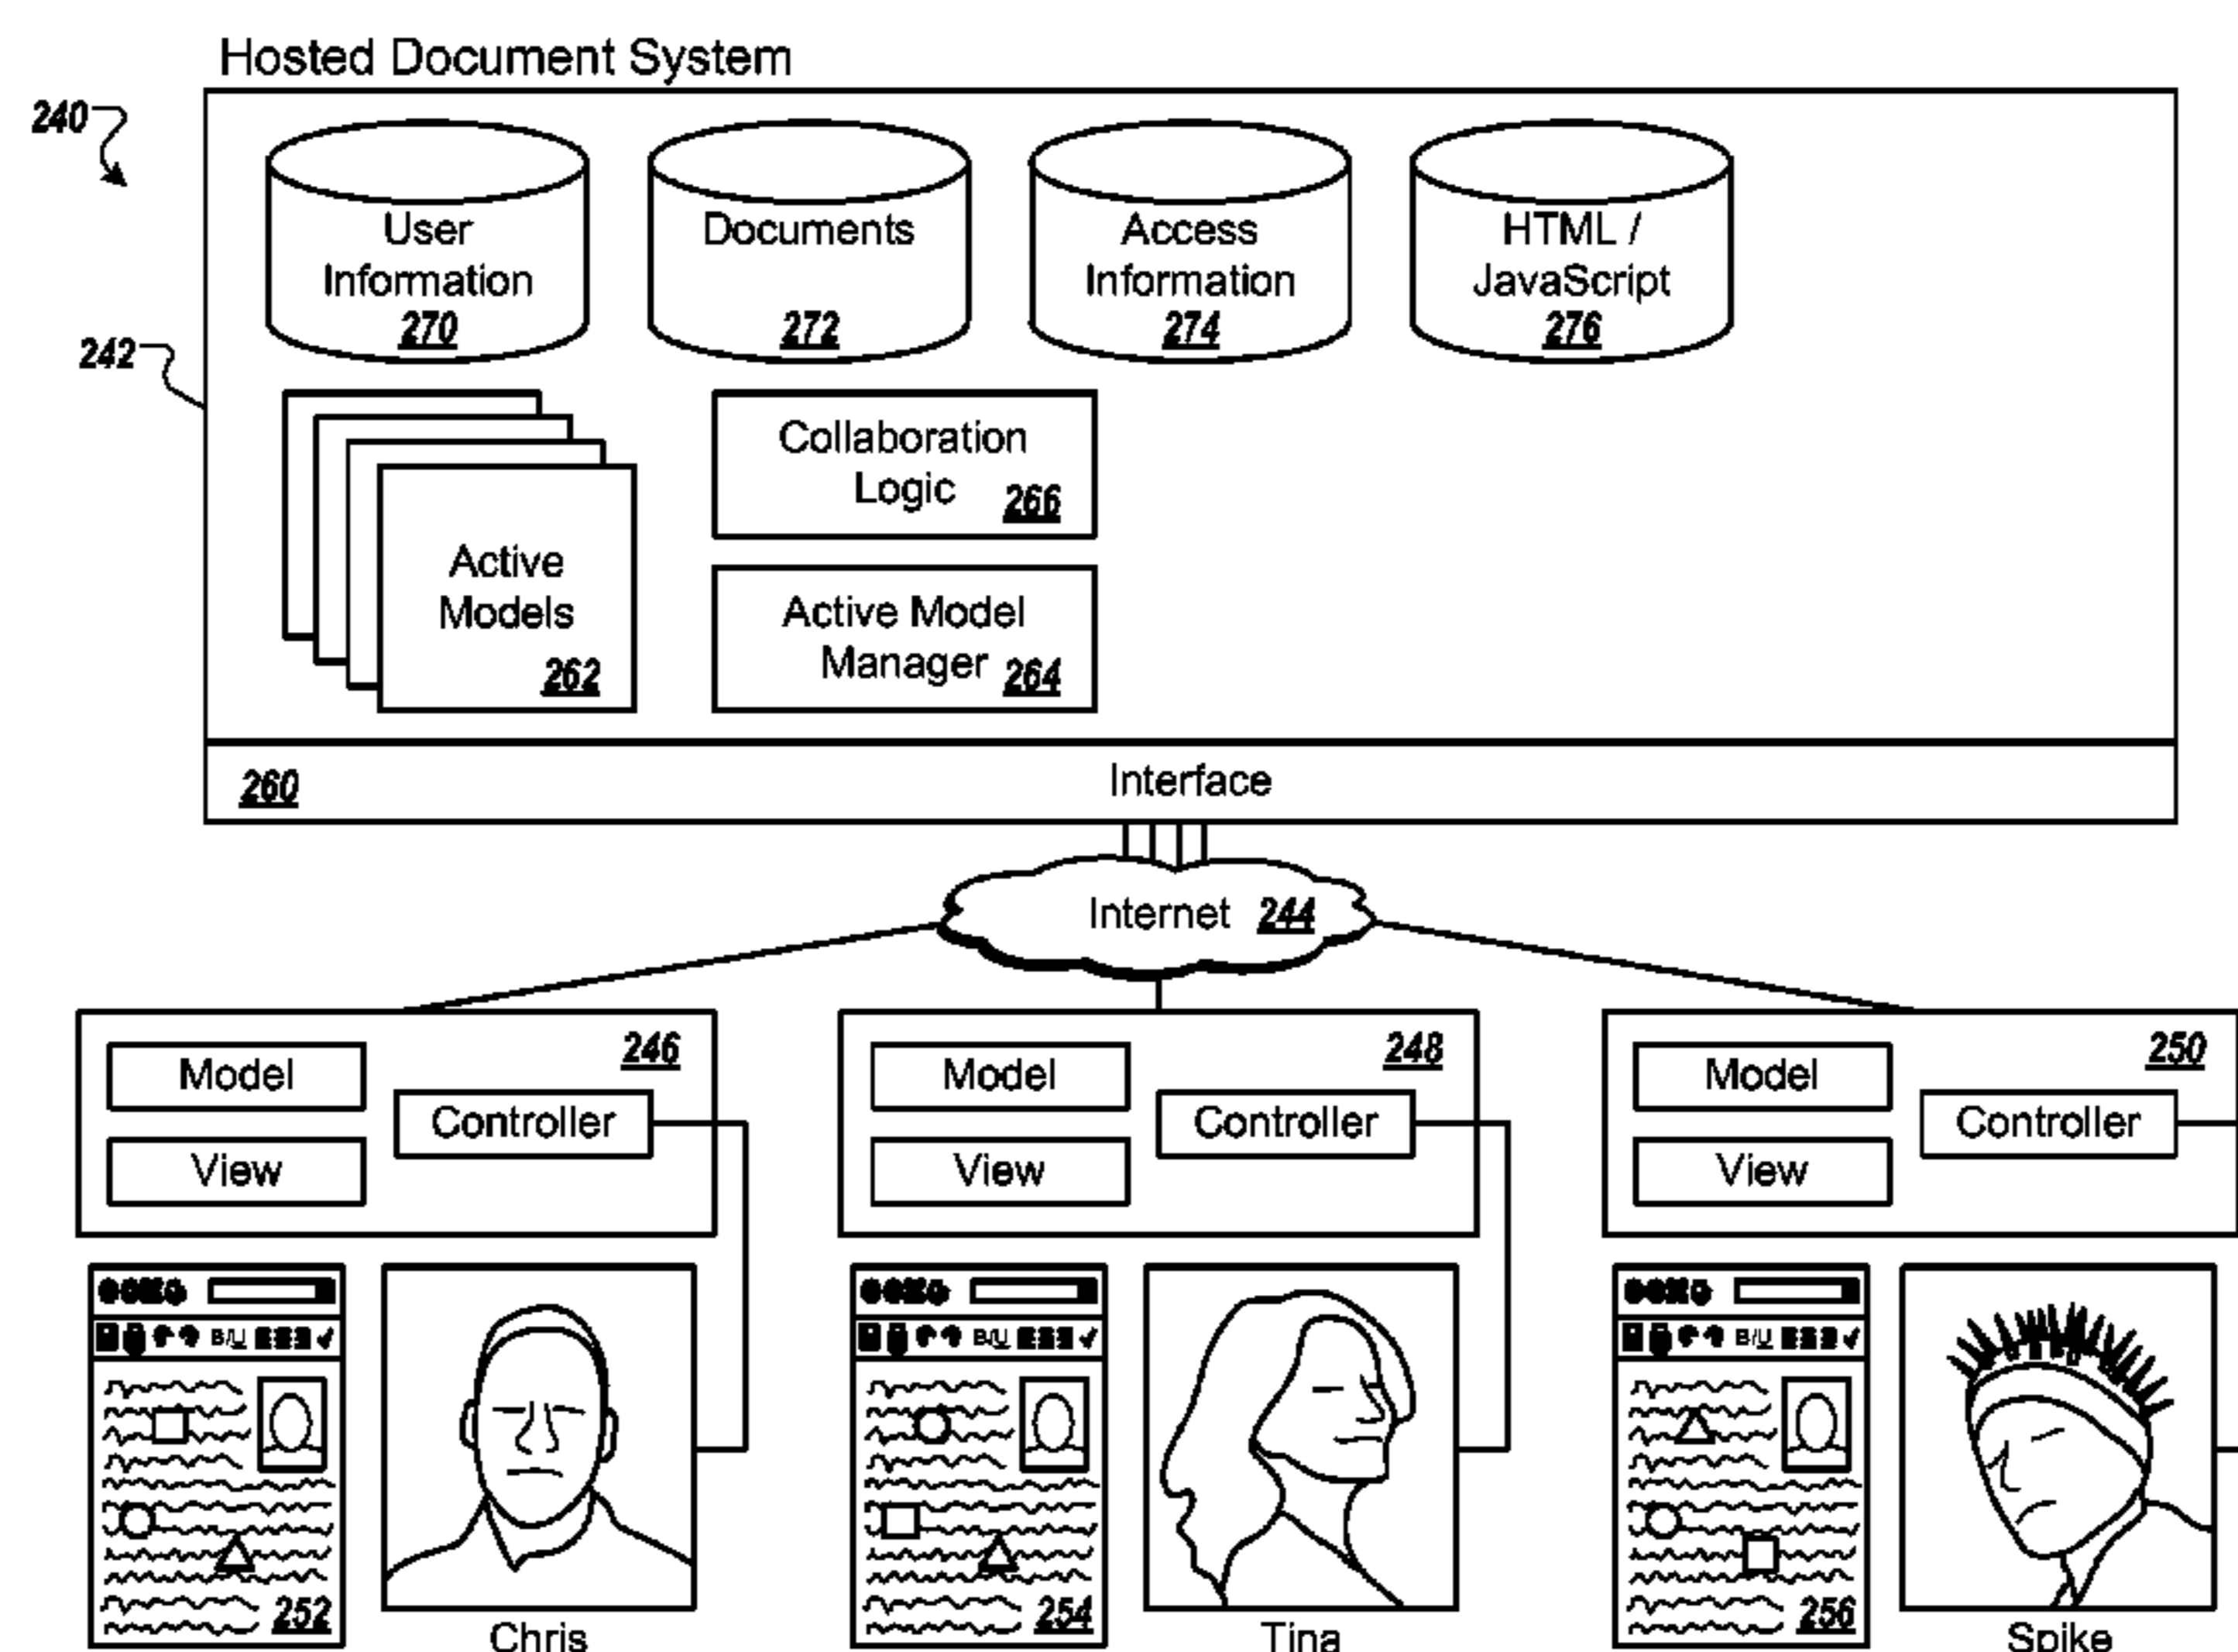 Hosted Document System
240
242
User
Information
270
Documents
272
Access
Information
274
HTML /
JavaScript
276
Active
Models
262
Collaboration
Logic 266
Active Model
Manager 264
260 Interface
Internet 244
246
Model
Controller
View
248
Model
Controller
View
250
Model
Controller
View
B/U
252
Chris
B/U
254
Tina
B/U
256
Spike